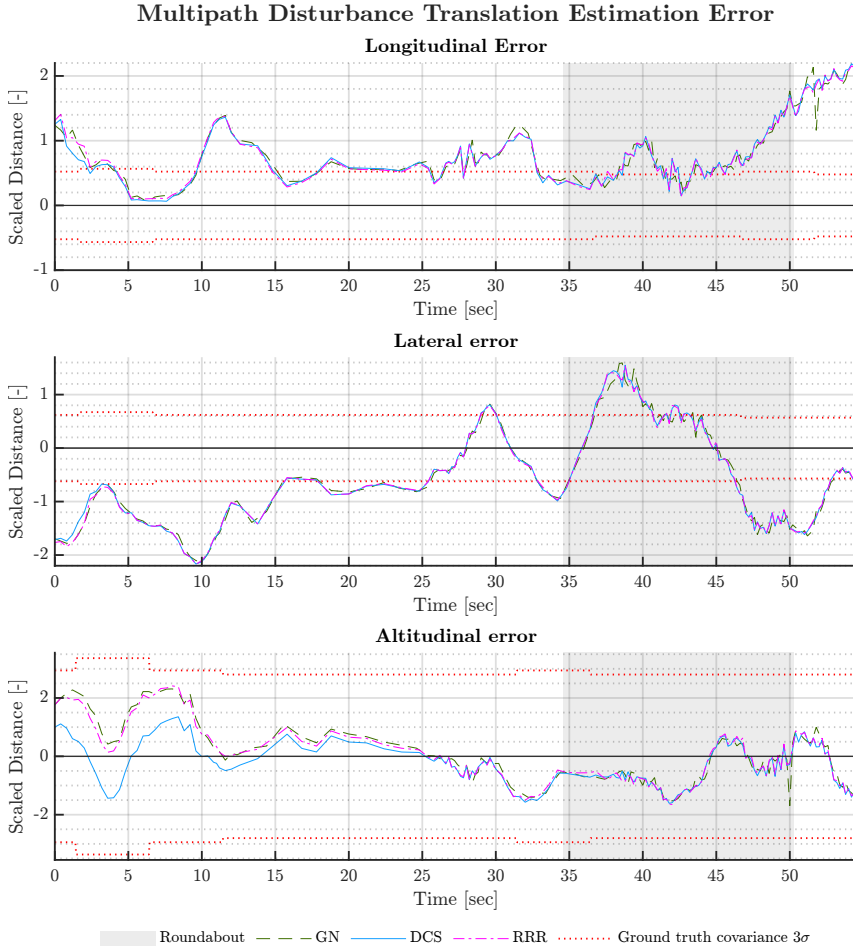 Multipath Disturbance Translation Estimation Error
Longitudinal Error
2
1
0
-1
Scaled Distance [-]
0 5 10 15 20 25 30 35 40 45 50
Time [sec]
Lateral error
1
0
-1
-2
Scaled Distance [-]
0 5 10 15 20 25 30 35 40 45 50
Time [sec]
Altitudinal error
2
0
-2
Scaled Distance [-]
0 5 10 15 20 25 30 35 40 45 50
Time [sec]
Roundabout GN DCS RRR Ground truth covariance 3σ